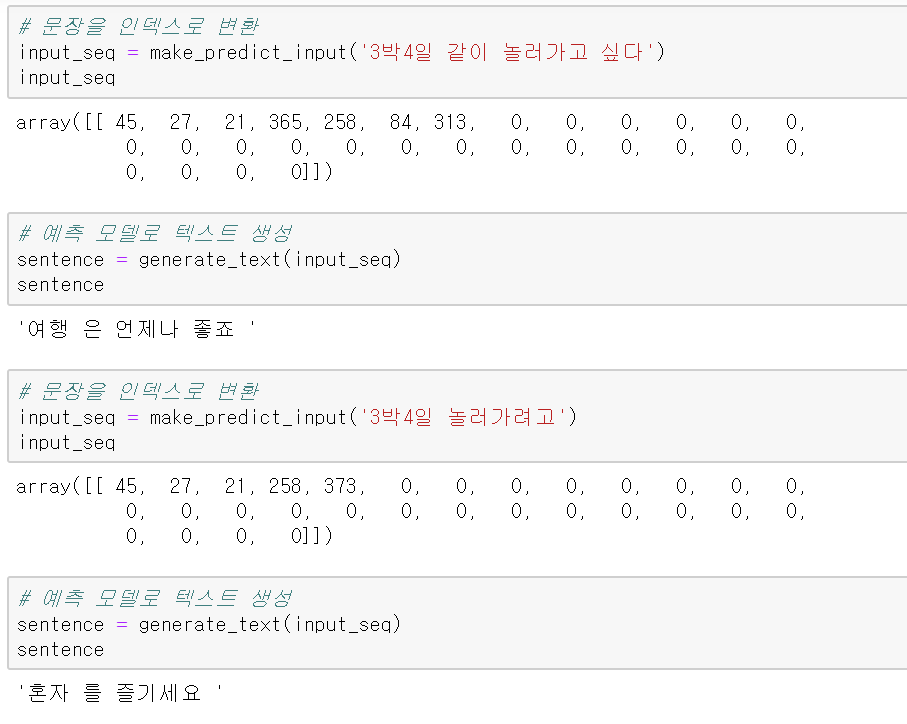 # 문장을 인덱스로 변환
input_seq = make_predict_input('3박4일 같이 놀러가고 싶다')
input_seq
array([[ 45,  27,  21, 365, 258,  84, 313,   0,   0,   0,   0,   0,   0,
          0,   0,   0,   0,   0,   0,   0,   0,   0,   0,   0,   0,   0,
          0,   0,   0,   0]])
# 예측 모델로 텍스트 생성
sentence = generate_text(input_seq)
sentence
'여행 은 언제나 좋죠 '
# 문장을 인덱스로 변환
input_seq = make_predict_input('3박4일 놀러가려고')
input_seq
array([[ 45,  27,  21, 258, 373,   0,   0,   0,   0,   0,   0,   0,   0,
          0,   0,   0,   0,   0,   0,   0,   0,   0,   0,   0,   0,   0,
          0,   0,   0,   0]])
# 예측 모델로 텍스트 생성
sentence = generate_text(input_seq)
sentence
'혼자 를 즐기세요 '